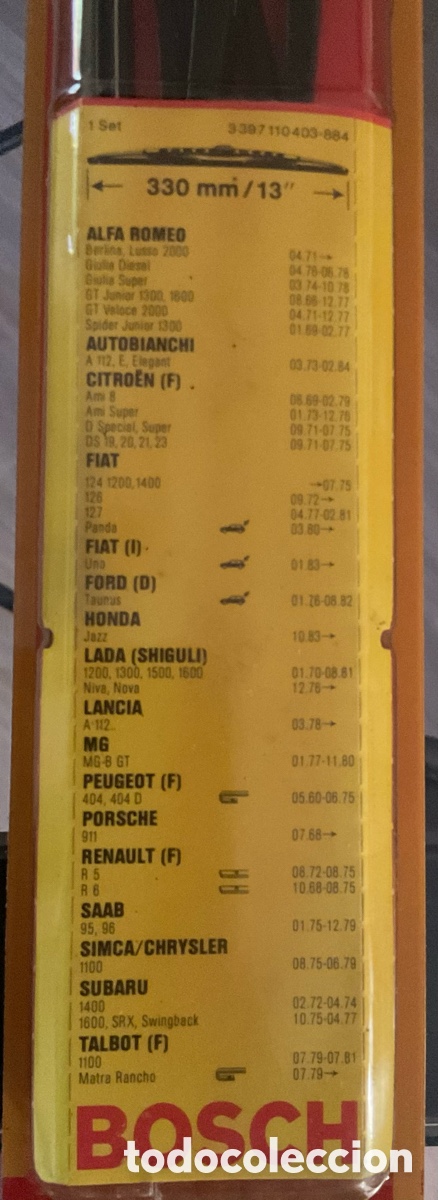 1 Set 3 397 110 403-884
330 mm/13"
ALFA ROMEO
Berlina, Lusso 2000 04.71→
Giulia Diesel 04.76-06.78
Giulia Super 03.74-10.78
GT Junior 1300, 1600 08.66-12.77
GT Veloce 2000 04.71-12.77
Spider Junior 1300 01.69-02.77
AUTOBIANCHI
A 112, E, Elegant 03.73-02.84
CITROËN (F)
Ami 8 06.69-02.79
Ami Super 01.73-12.76
D Special, Super 09.71-07.75
DS 19, 20, 21, 23 09.71-07.75
FIAT
124 1200,1400 →07.75
126 09.72→
127 04.77-02.81
Panda 03.80→
FIAT (I)
Uno 01.83→
FORD (D)
Taunus 01.76-08.82
HONDA
Jazz 10.83→
LADA (SHIGULI)
1200, 1300, 1500, 1600 01.70-08.81
Niva, Nova 12.76→
LANCIA
A 112 03.78→
MG
MG-B GT 01.77-11.80
PEUGEOT (F)
404, 404 D 05.60-06.75
PORSCHE
911 07.68→
RENAULT (F)
R 5 06.72-08.75
R 6 10.68-08.75
SAAB
95, 96 01.75-12.79
SIMCA/CHRYSLER
1100 08.75-06.79
SUBARU
1400 02.72-04.74
1600, SRX, Swingback 10.75-04.77
TALBOT (F)
1100 07.79-07.81
Matra Rancho 07.79→
BOSCH
todocoleccion